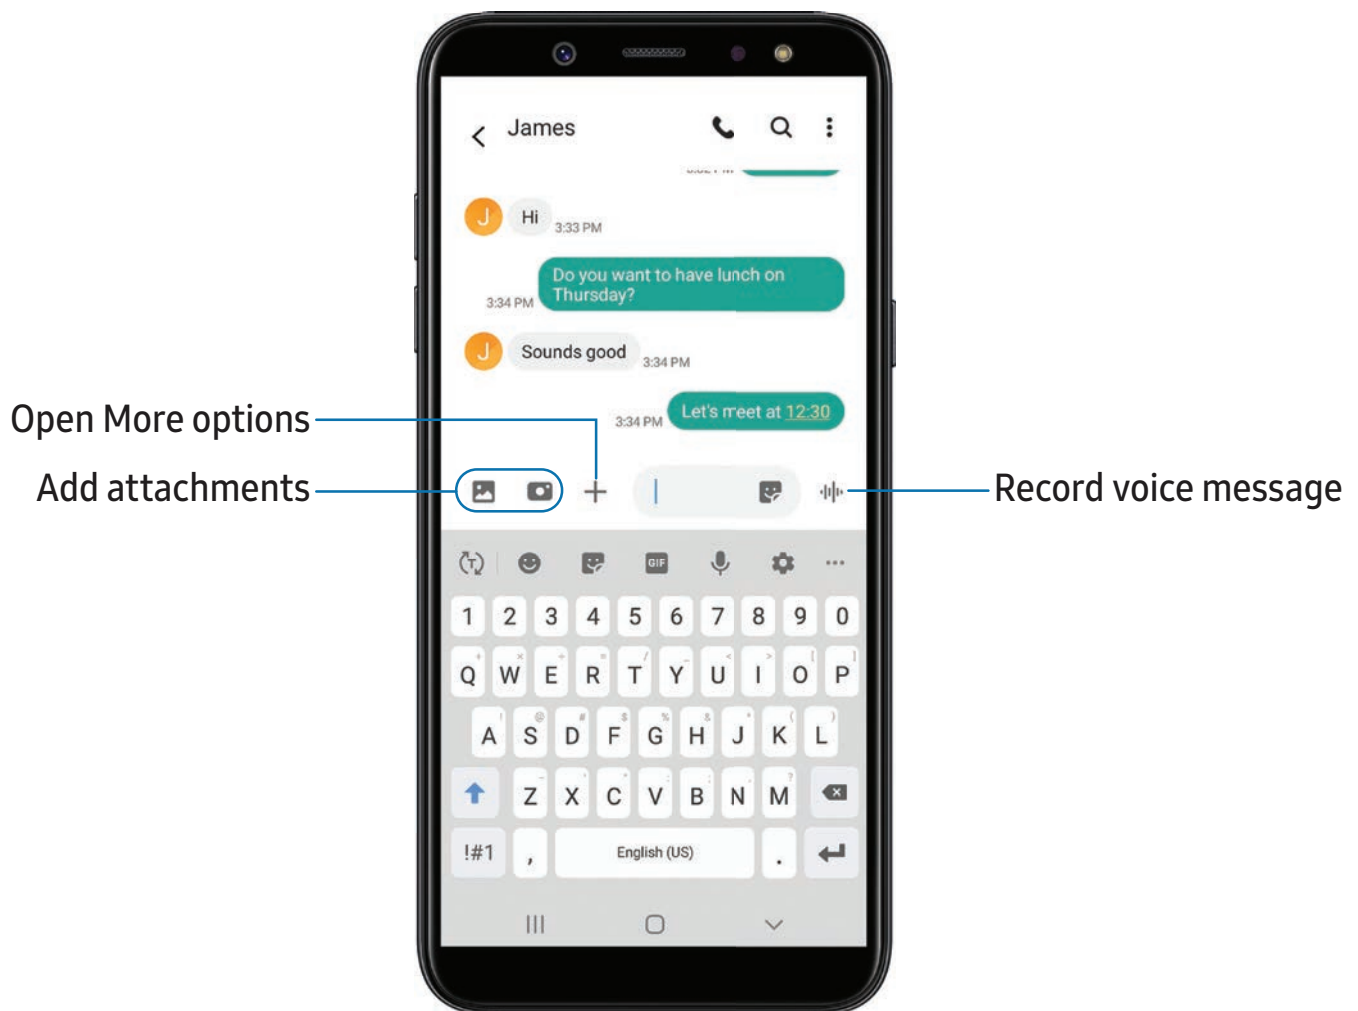 James
Hi
3:33 PM
Do you want to have lunch on
Thursday?
3:34 PM
J
Sounds good
3:34 PM
J
Let's meet at 12:30
3:34 PM
Open More options
Add attachments
Record voice message
T
GIF
1 2 3 4 5 6 7 8 9 0
Q W E R T Y U I O P
A S D F G H J K L
Z X C V B N M
!#1 , English (US) .